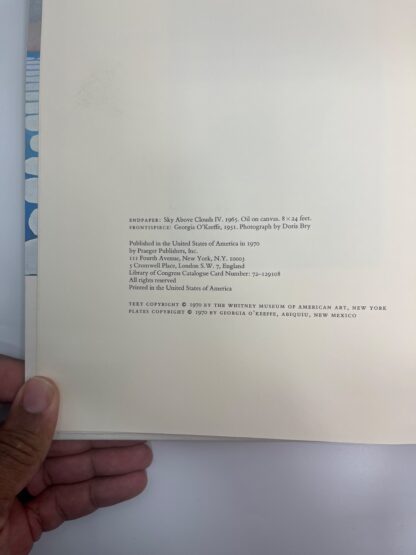 ENDPAPER: Sky Above Clouds IV. 1965. Oil on canvas. 8 × 24 feet.
FRONTISPIECE: Georgia O'Keeffe, 1951. Photograph by Doris Bry
Published in the United States of America in 1970
by Praeger Publishers, Inc.
111 Fourth Avenue, New York, N.Y. 10003
5 Cromwell Place, London S.W. 7, England
Library of Congress Catalogue Card Number: 72–129108
All rights reserved
Printed in the United States of America
TEXT COPYRIGHT © 1970 BY THE WHITNEY MUSEUM OF AMERICAN ART, NEW YORK
PLATES COPYRIGHT © 1970 BY GEORGIA O'KEEFFE, ABIQUIU, NEW MEXICO